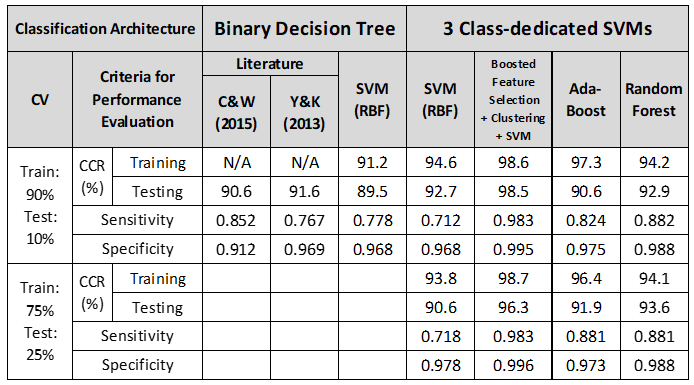 Classification Architecture Binary Decision Tree 3 Class-dedicated SVMs
CV Criteria for Performance Evaluation Literature SVM (RBF) SVM (RBF) Boosted Feature Selection + Clustering + SVM Ada-Boost Random Forest
C&W (2015) Y&K (2013)
Train: 90% Test: 10% CCR (%) Training N/A N/A 91.2 94.6 98.6 97.3 94.2
Testing 90.6 91.6 89.5 92.7 98.5 90.6 92.9
Sensitivity 0.852 0.767 0.778 0.712 0.983 0.824 0.882
Specificity 0.912 0.969 0.968 0.968 0.995 0.975 0.988
Train: 75% Test: 25% CCR (%) Training 93.8 98.7 96.4 94.1
Testing 90.6 96.3 91.9 93.6
Sensitivity 0.718 0.983 0.881 0.881
Specificity 0.978 0.996 0.973 0.988